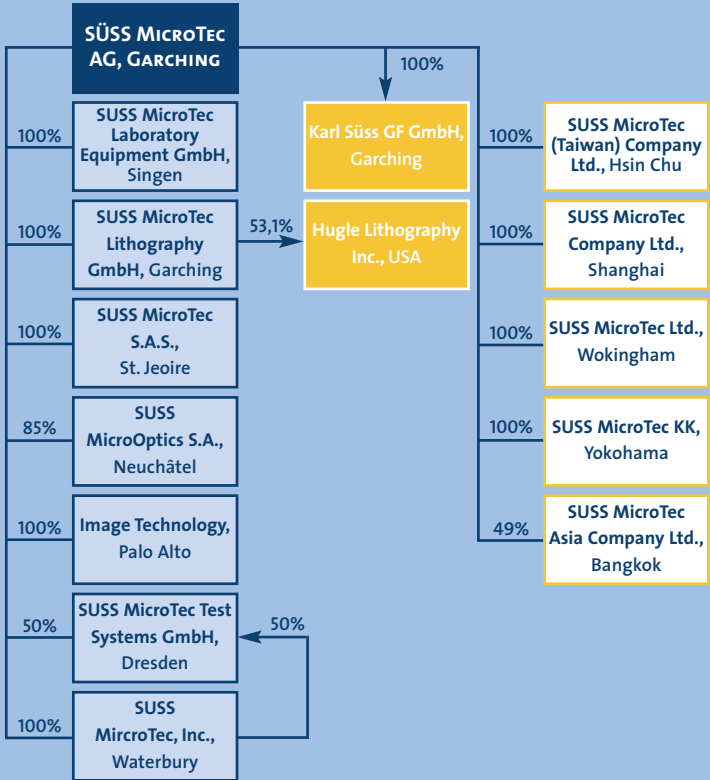 SÜSS MicroTec
AG, Garching
100%
100%
SUSS MicroTec
Laboratory
Equipment GmbH,
Singen
Karl Süss GF GmbH,
Garching
100%
SUSS MicroTec
(Taiwan) Company
Ltd., Hsin Chu
100%
SUSS MicroTec
Lithography
GmbH, Garching
53,1%
Hugle Lithography
Inc., USA
100%
SUSS MicroTec
Company Ltd.,
Shanghai
100%
SUSS MicroTec
S.A.S.,
St. Jeoire
100%
SUSS MicroTec Ltd.,
Wokingham
85%
SUSS
MicroOptics S.A.,
Neuchâtel
100%
SUSS MicroTec KK,
Yokohama
100%
Image Technology,
Palo Alto
49%
SUSS MicroTec
Asia Company Ltd.,
Bangkok
50%
SUSS MicroTec Test
Systems GmbH,
Dresden
50%
100%
SUSS
MircroTec, Inc.,
Waterbury